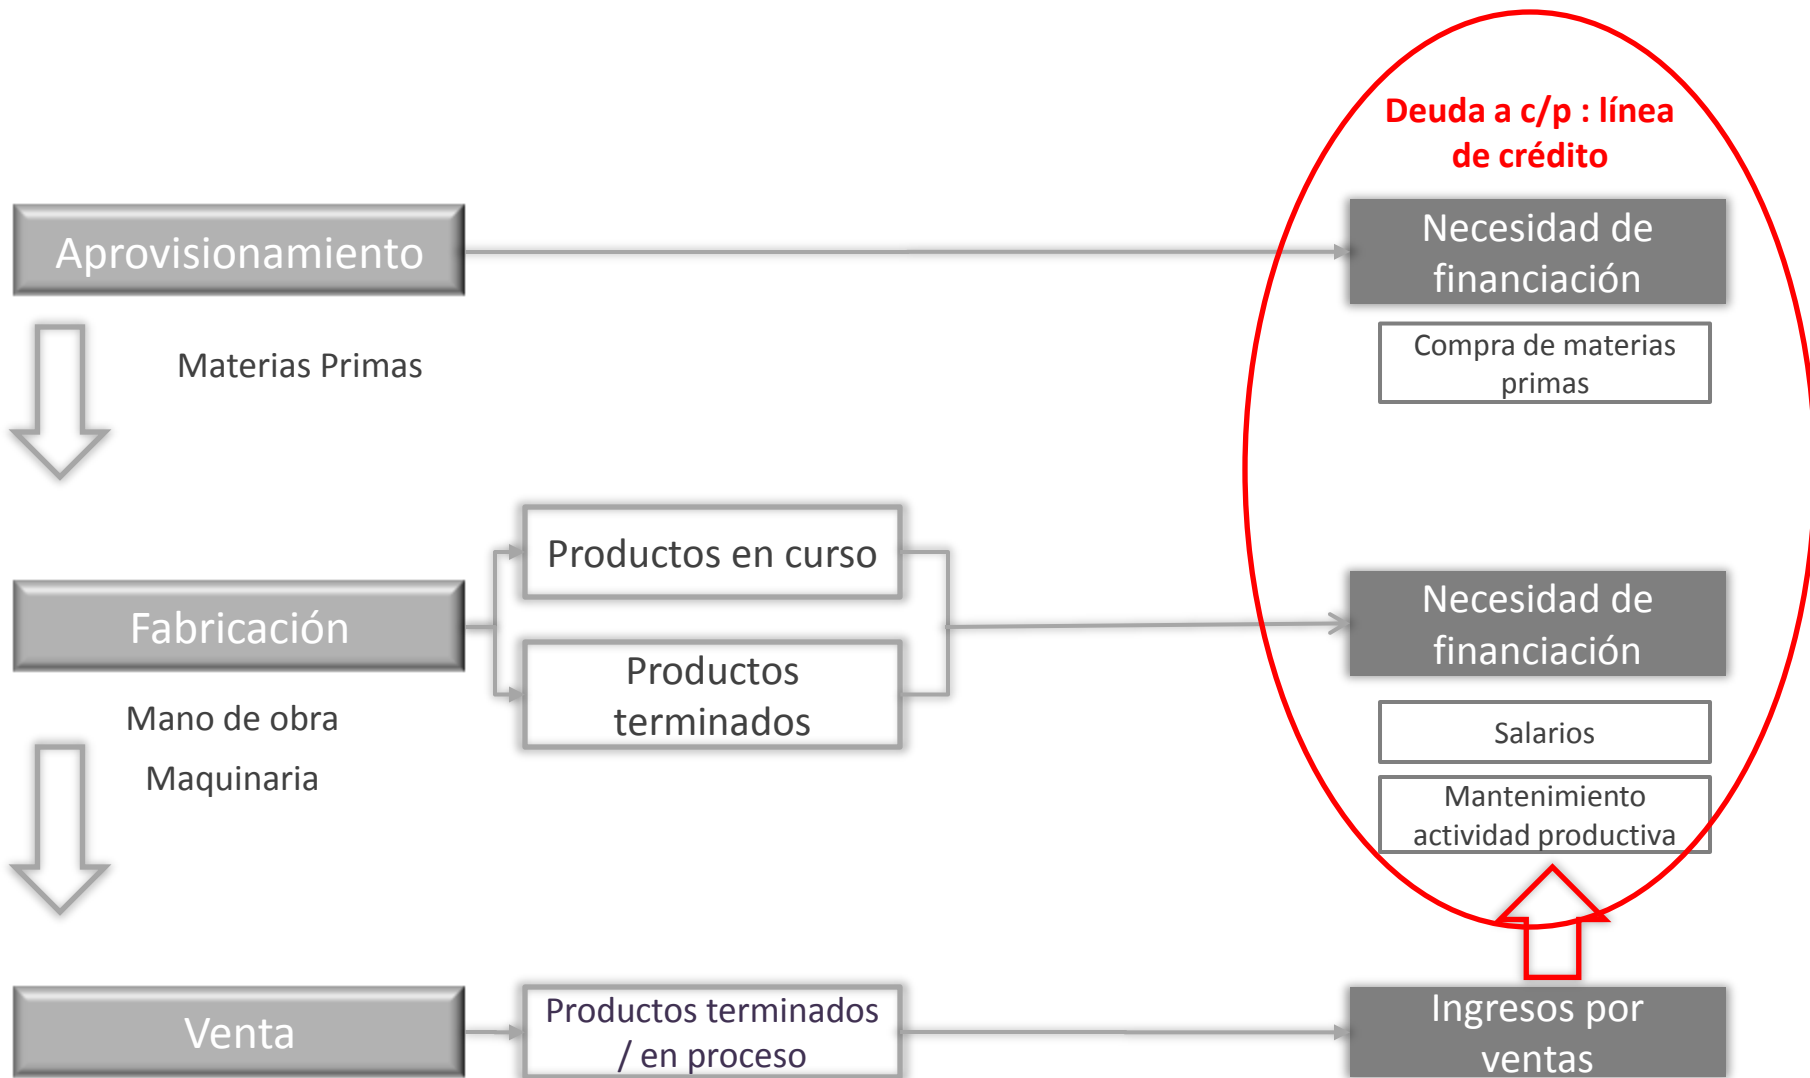 Deuda a c/p : línea
de crédito
Aprovisionamiento
Necesidad de
financiación
Materias Primas
Compra de materias
primas
Productos en curso
Fabricación
Productos
terminados
Necesidad de
financiación
Mano de obra
Maquinaria
Salarios
Mantenimiento
actividad productiva
Venta
Productos terminados
/ en proceso
Ingresos por
ventas